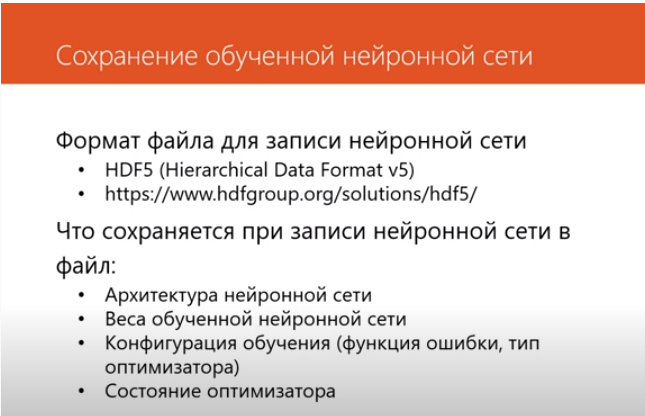 Сохранение обученной нейронной сети
Формат файла для записи нейронной сети
• HDF5 (Hierarchical Data Format v5)
• https://www.hdfgroup.org/solutions/hdf5/
Что сохраняется при записи нейронной сети в
файл:
• Архитектура нейронной сети
• Веса обученной нейронной сети
• Конфигурация обучения (функция ошибки, тип
оптимизатора)
• Состояние оптимизатора